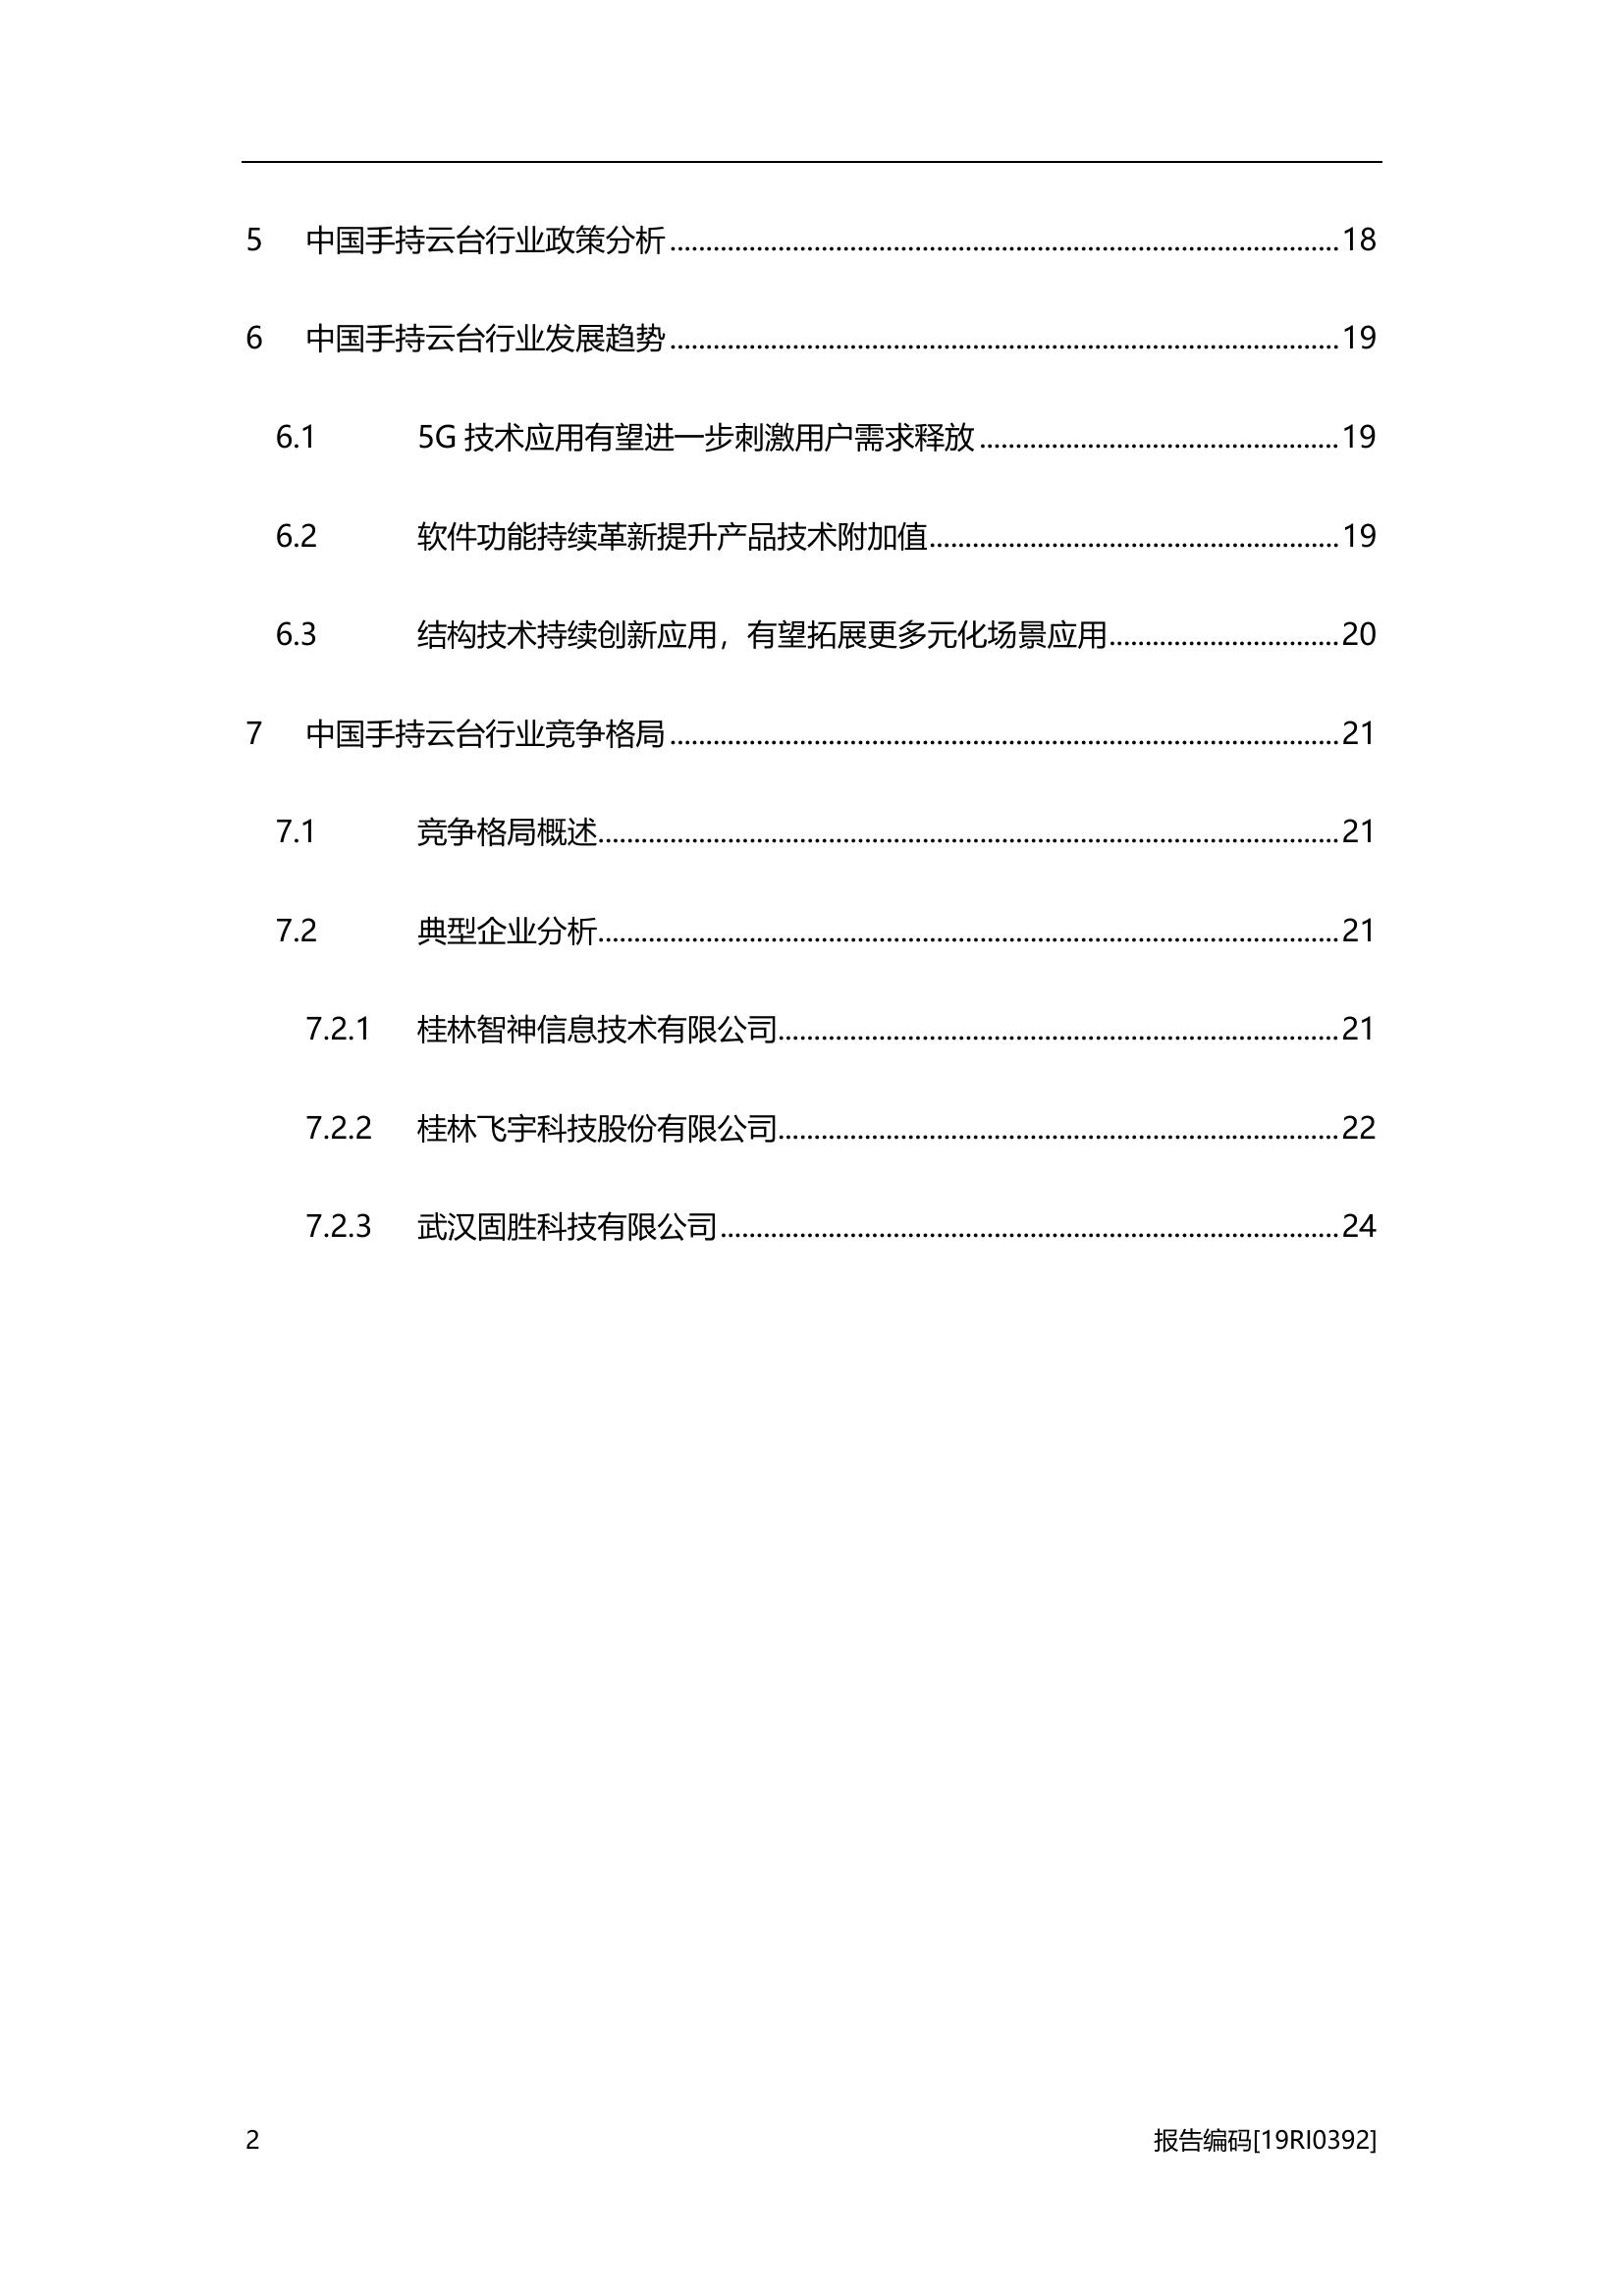 5 中国手持云台行业政策分析 18
6 中国手持云台行业发展趋势 19
6.1 5G 技术应用有望进一步刺激用户需求释放 19
6.2 软件功能持续革新提升产品技术附加值 19
6.3 结构技术持续创新应用，有望拓展更多元化场景应用 20
7 中国手持云台行业竞争格局 21
7.1 竞争格局概述 21
7.2 典型企业分析 21
7.2.1 桂林智神信息技术有限公司 21
7.2.2 桂林飞宇科技股份有限公司 22
7.2.3 武汉固胜科技有限公司 24
2 报告编码[19RI0392]